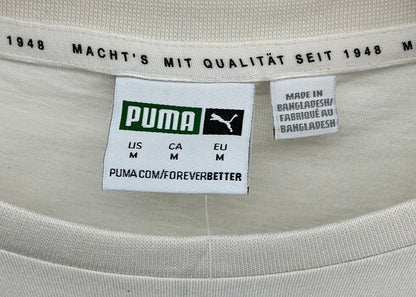 1948 MACHT'S MIT QUALITÄT SEIT 1948 M
PUMA
US CA EU
M M M
PUMA.COM/FOREVERBETTER
MADE IN
BANGLADESH/
FABRIQUÉ AU
BANGLADESH